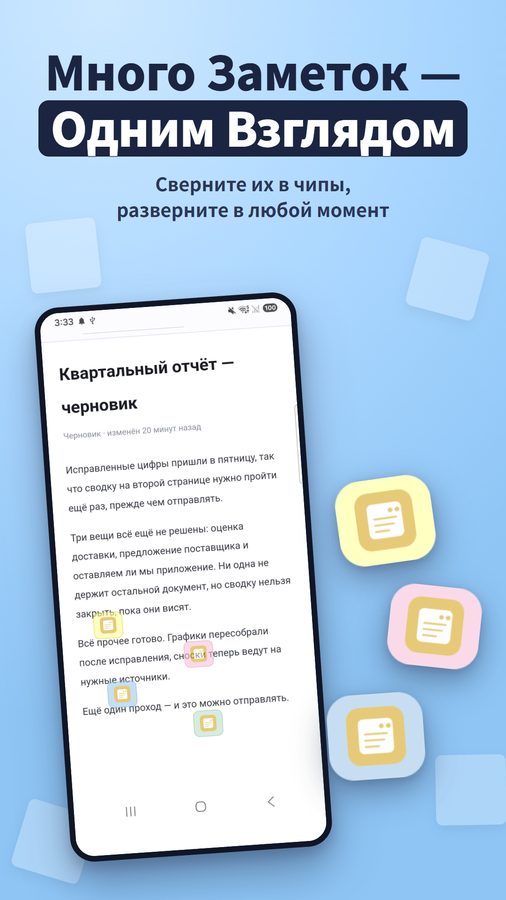 Много Заметок —
Одним Взглядом
Сверните их в чипы,
разверните в любой момент
3:33
100
Квартальный отчёт —
черновик
Черновик · изменён 20 минут назад
Исправленные цифры пришли в пятницу, так
что сводку на второй странице нужно пройти
ещё раз, прежде чем отправлять.
Три вещи всё ещё не решены: оценка
доставки, предложение поставщика и
оставляем ли мы приложение. Ни одна не
держит остальной документ, но сводку нельзя
закрыть, пока они висят.
Всё прочее готово. Графики пересобрали
после исправления, сноски теперь ведут на
нужные источники.
Ещё один проход — и это можно отправлять.